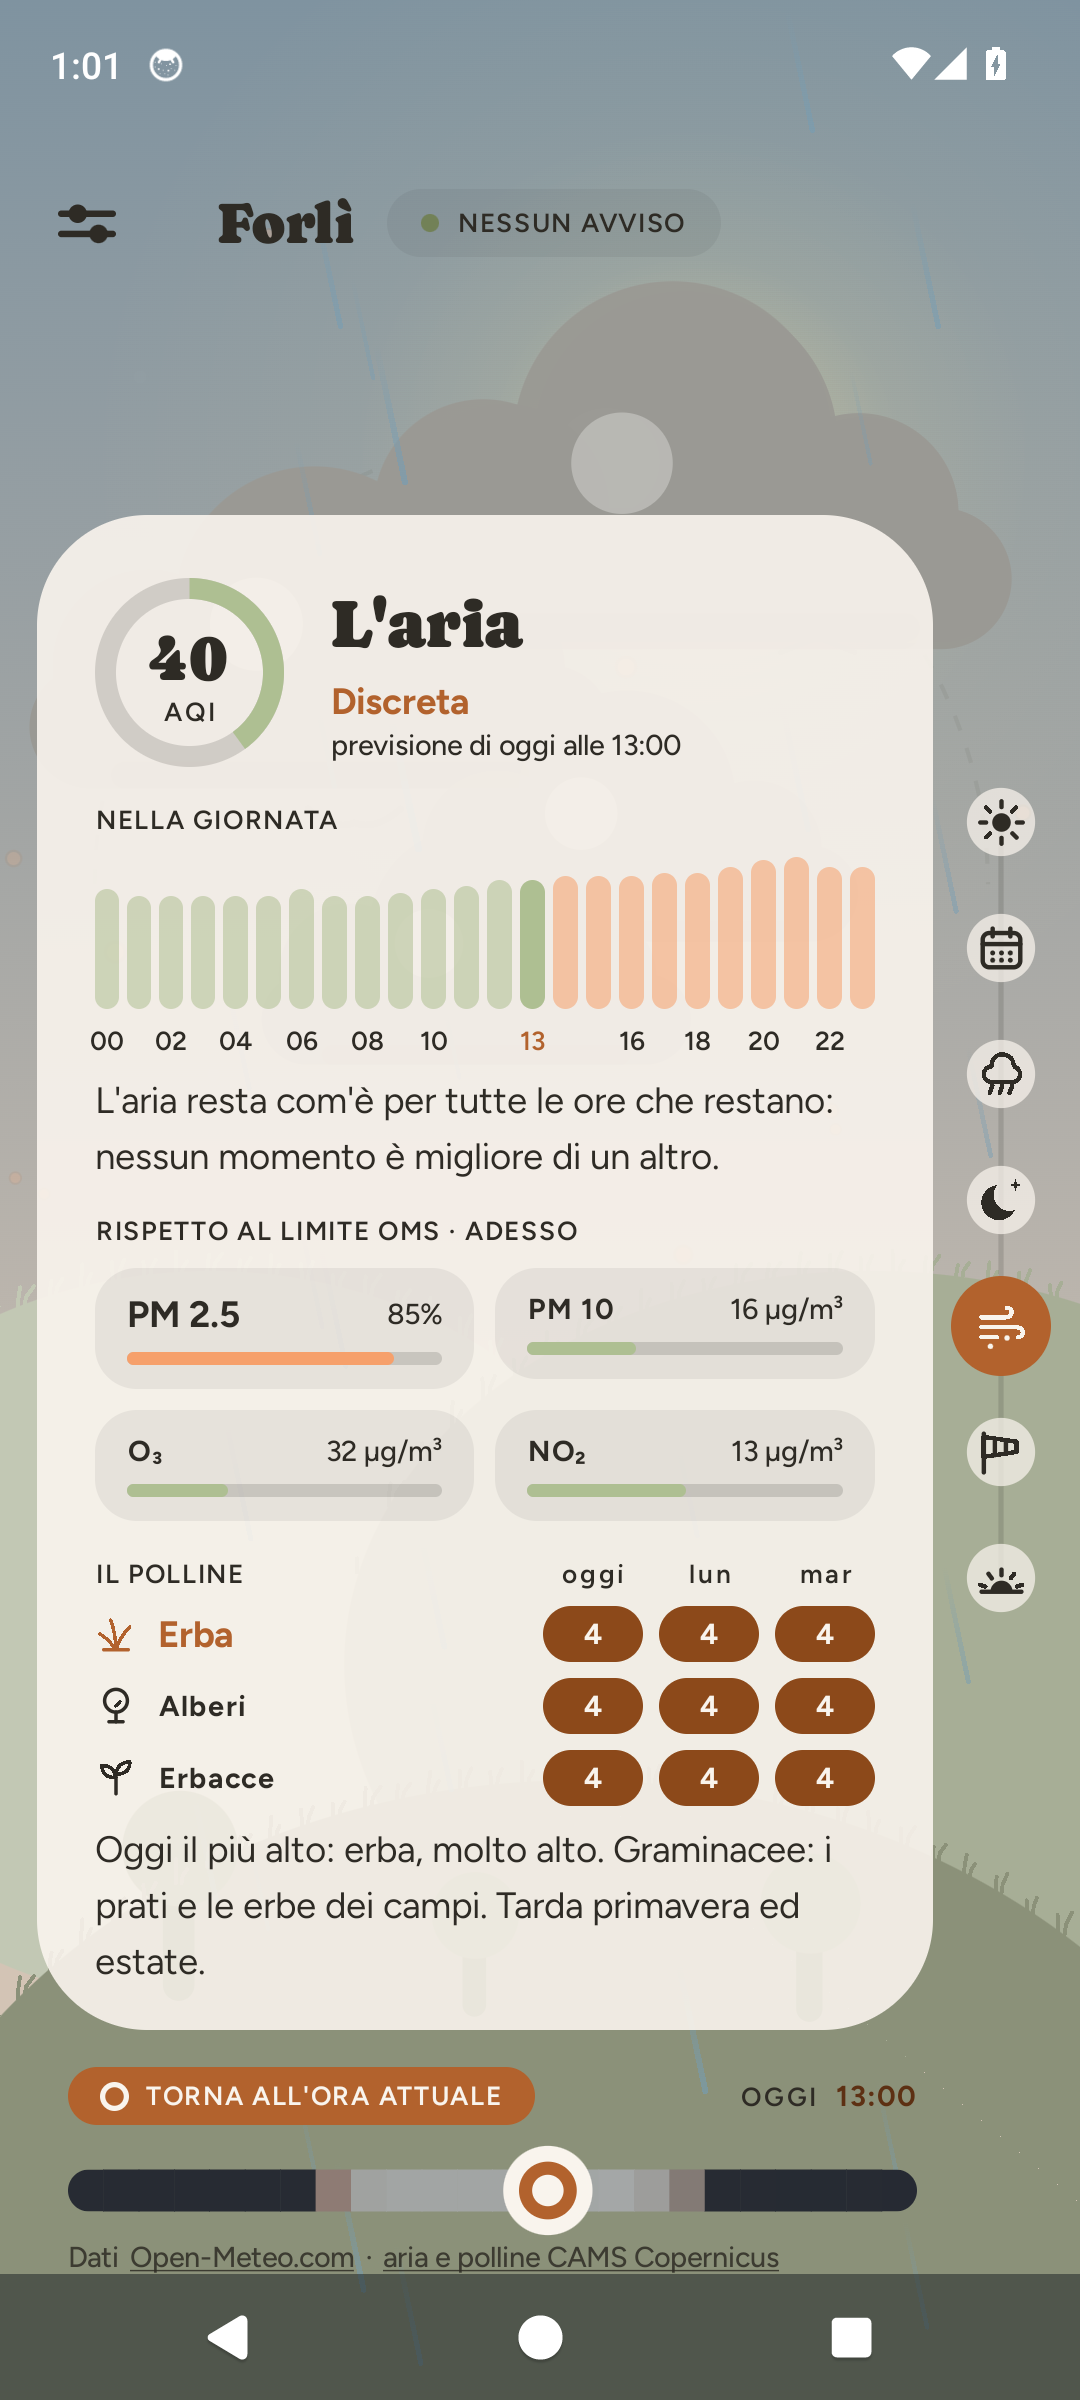 1:01
Forlì
NESSUN AVVISO
40
AQI
L'aria
Discreta
previsione di oggi alle 13:00
NELLA GIORNATA
00 02 04 06 08 10 13 16 18 20 22
L'aria resta com'è per tutte le ore che restano:
nessun momento è migliore di un altro.
RISPETTO AL LIMITE OMS · ADESSO
PM 2.5 85%
PM 10 16 µg/m³
O₃ 32 µg/m³
NO₂ 13 µg/m³
IL POLLINE oggi lun mar
Erba 4 4 4
Alberi 4 4 4
Erbacce 4 4 4
Oggi il più alto: erba, molto alto. Graminacee: i
prati e le erbe dei campi. Tarda primavera ed
estate.
TORNA ALL'ORA ATTUALE
OGGI 13:00
Dati Open-Meteo.com · aria e polline CAMS Copernicus